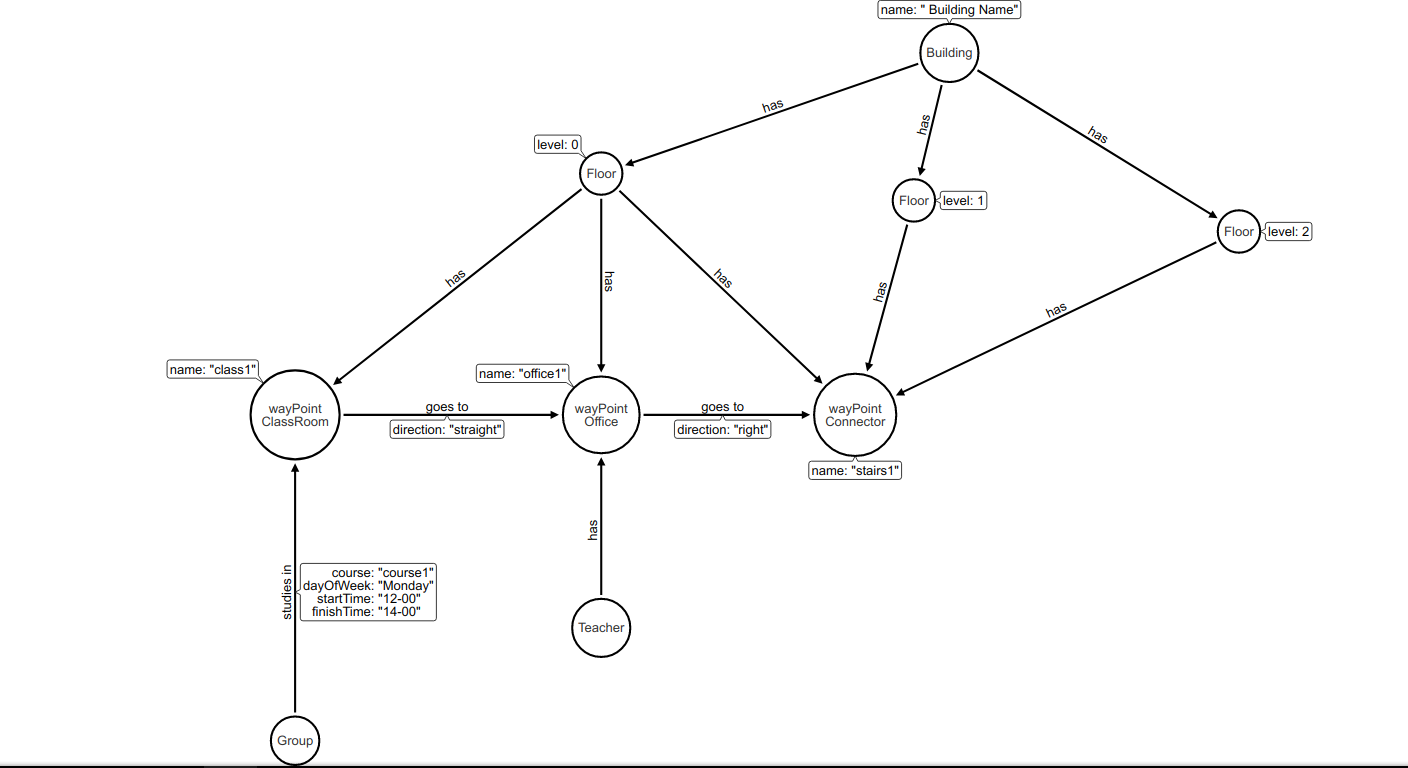 name: " Building Name"
Building
has
has
has
level: 0
Floor
Floor
level: 1
Floor
level: 2
has
has
has
has
has
name: "class1"
name: "office1"
wayPoint
ClassRoom
goes to
direction: "straight"
wayPoint
Office
goes to
direction: "right"
wayPoint
Connector
name: "stairs1"
studies in
course: "course1"
dayOfWeek: "Monday"
startTime: "12-00"
finishTime: "14-00"
has
Teacher
Group